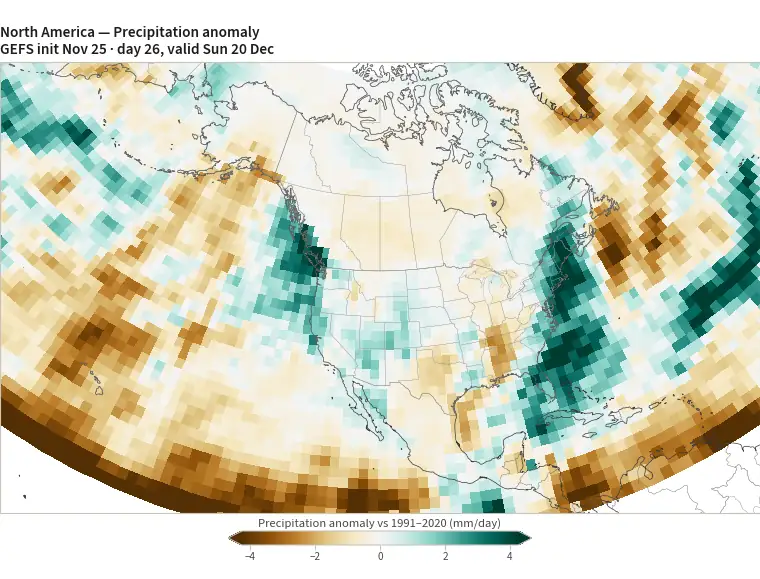 North America — Precipitation anomaly
GEFS init Nov 25 · day 26, valid Sun 20 Dec
Precipitation anomaly vs 1991–2020 (mm/day)
−4 −2 0 2 4